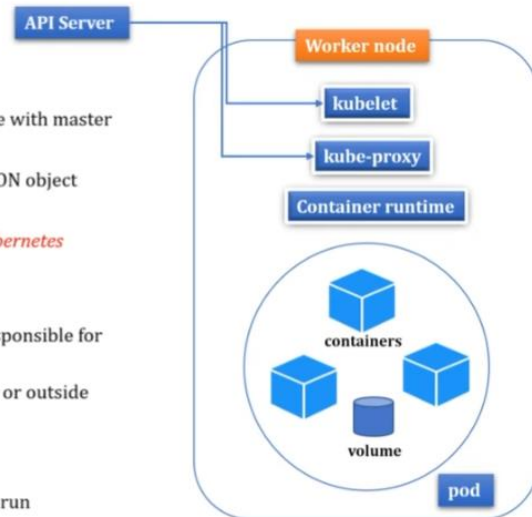 API Server
Worker node
kubelet
e with master
kube-proxy
ON object
Container runtime
bernetes
ponsible for
containers
or outside
volume
pod
run